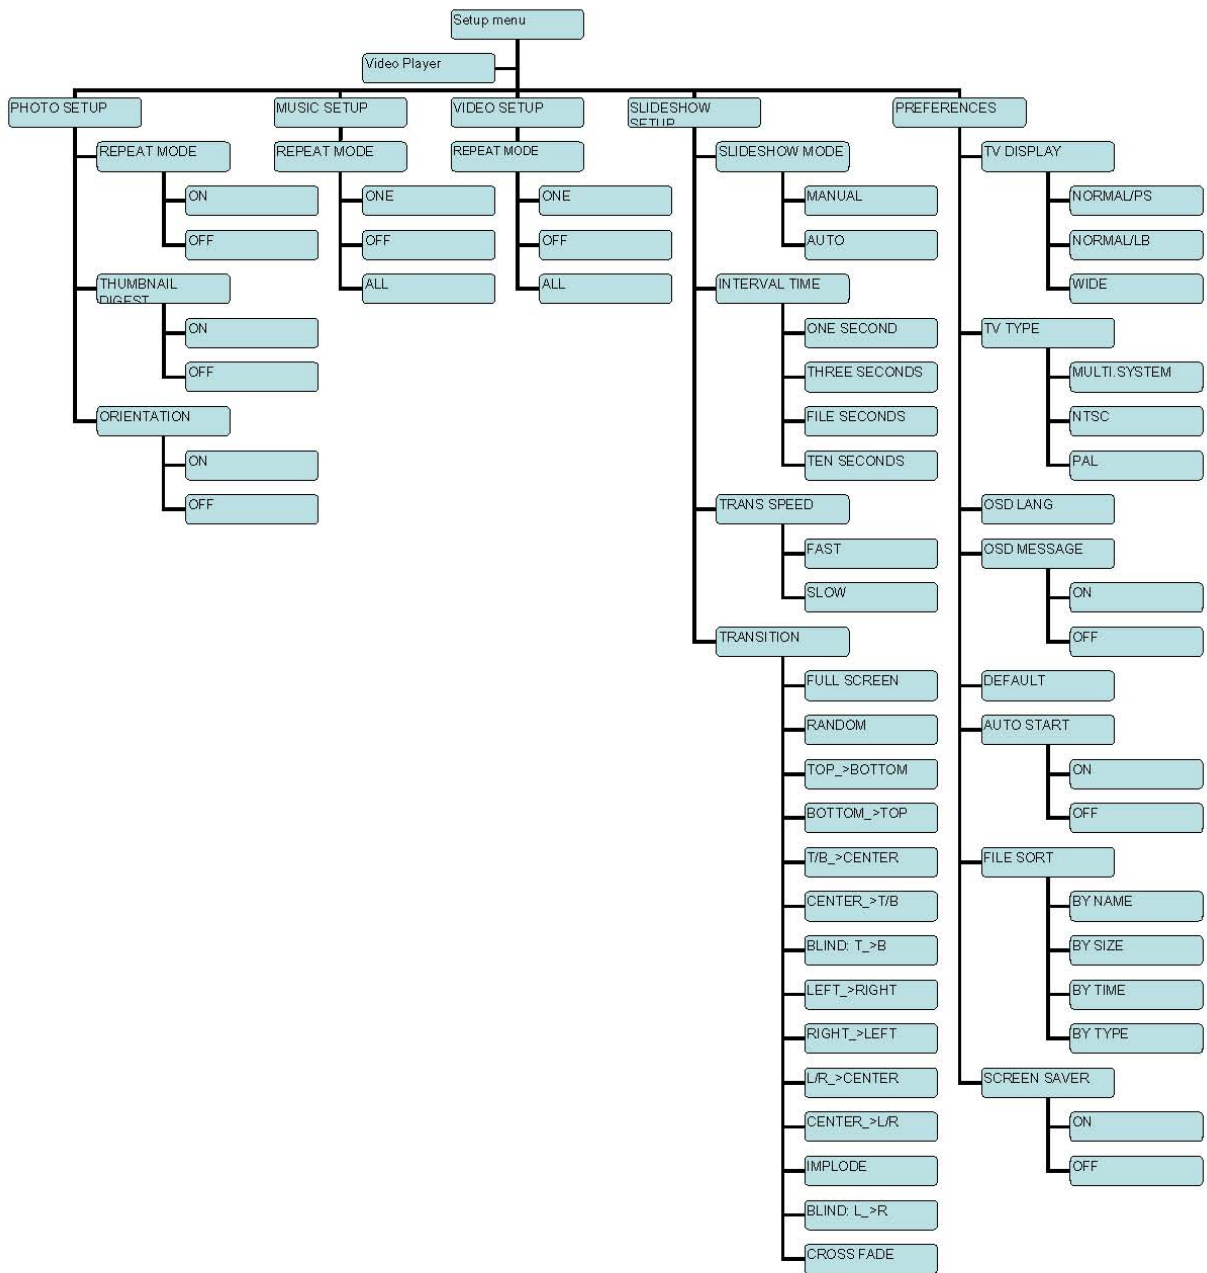 Setup menu
Video Player
PHOTO SETUP
REPEAT MODE
ON
OFF
THUMBNAIL
DIGEST
ON
OFF
ORIENTATION
ON
OFF
MUSIC SETUP
REPEAT MODE
ONE
OFF
ALL
VIDEO SETUP
REPEAT MODE
ONE
OFF
ALL
SLIDESHOW
SETUP
SLIDESHOW MODE
MANUAL
AUTO
INTERVAL TIME
ONE SECOND
THREE SECONDS
FILE SECONDS
TEN SECONDS
TRANS SPEED
FAST
SLOW
TRANSITION
FULL SCREEN
RANDOM
TOP_>BOTTOM
BOTTOM_>TOP
T/B_>CENTER
CENTER_>T/B
BLIND: T_>B
LEFT_>RIGHT
RIGHT_>LEFT
L/R_>CENTER
CENTER_>L/R
IMPLODE
BLIND: L_>R
CROSS FADE
PREFERENCES
TV DISPLAY
NORMAL/PS
NORMAL/LB
WIDE
TV TYPE
MULTI.SYSTEM
NTSC
PAL
OSD LANG
OSD MESSAGE
ON
OFF
DEFAULT
AUTO START
ON
OFF
FILE SORT
BY NAME
BY SIZE
BY TIME
BY TYPE
SCREEN SAVER
ON
OFF